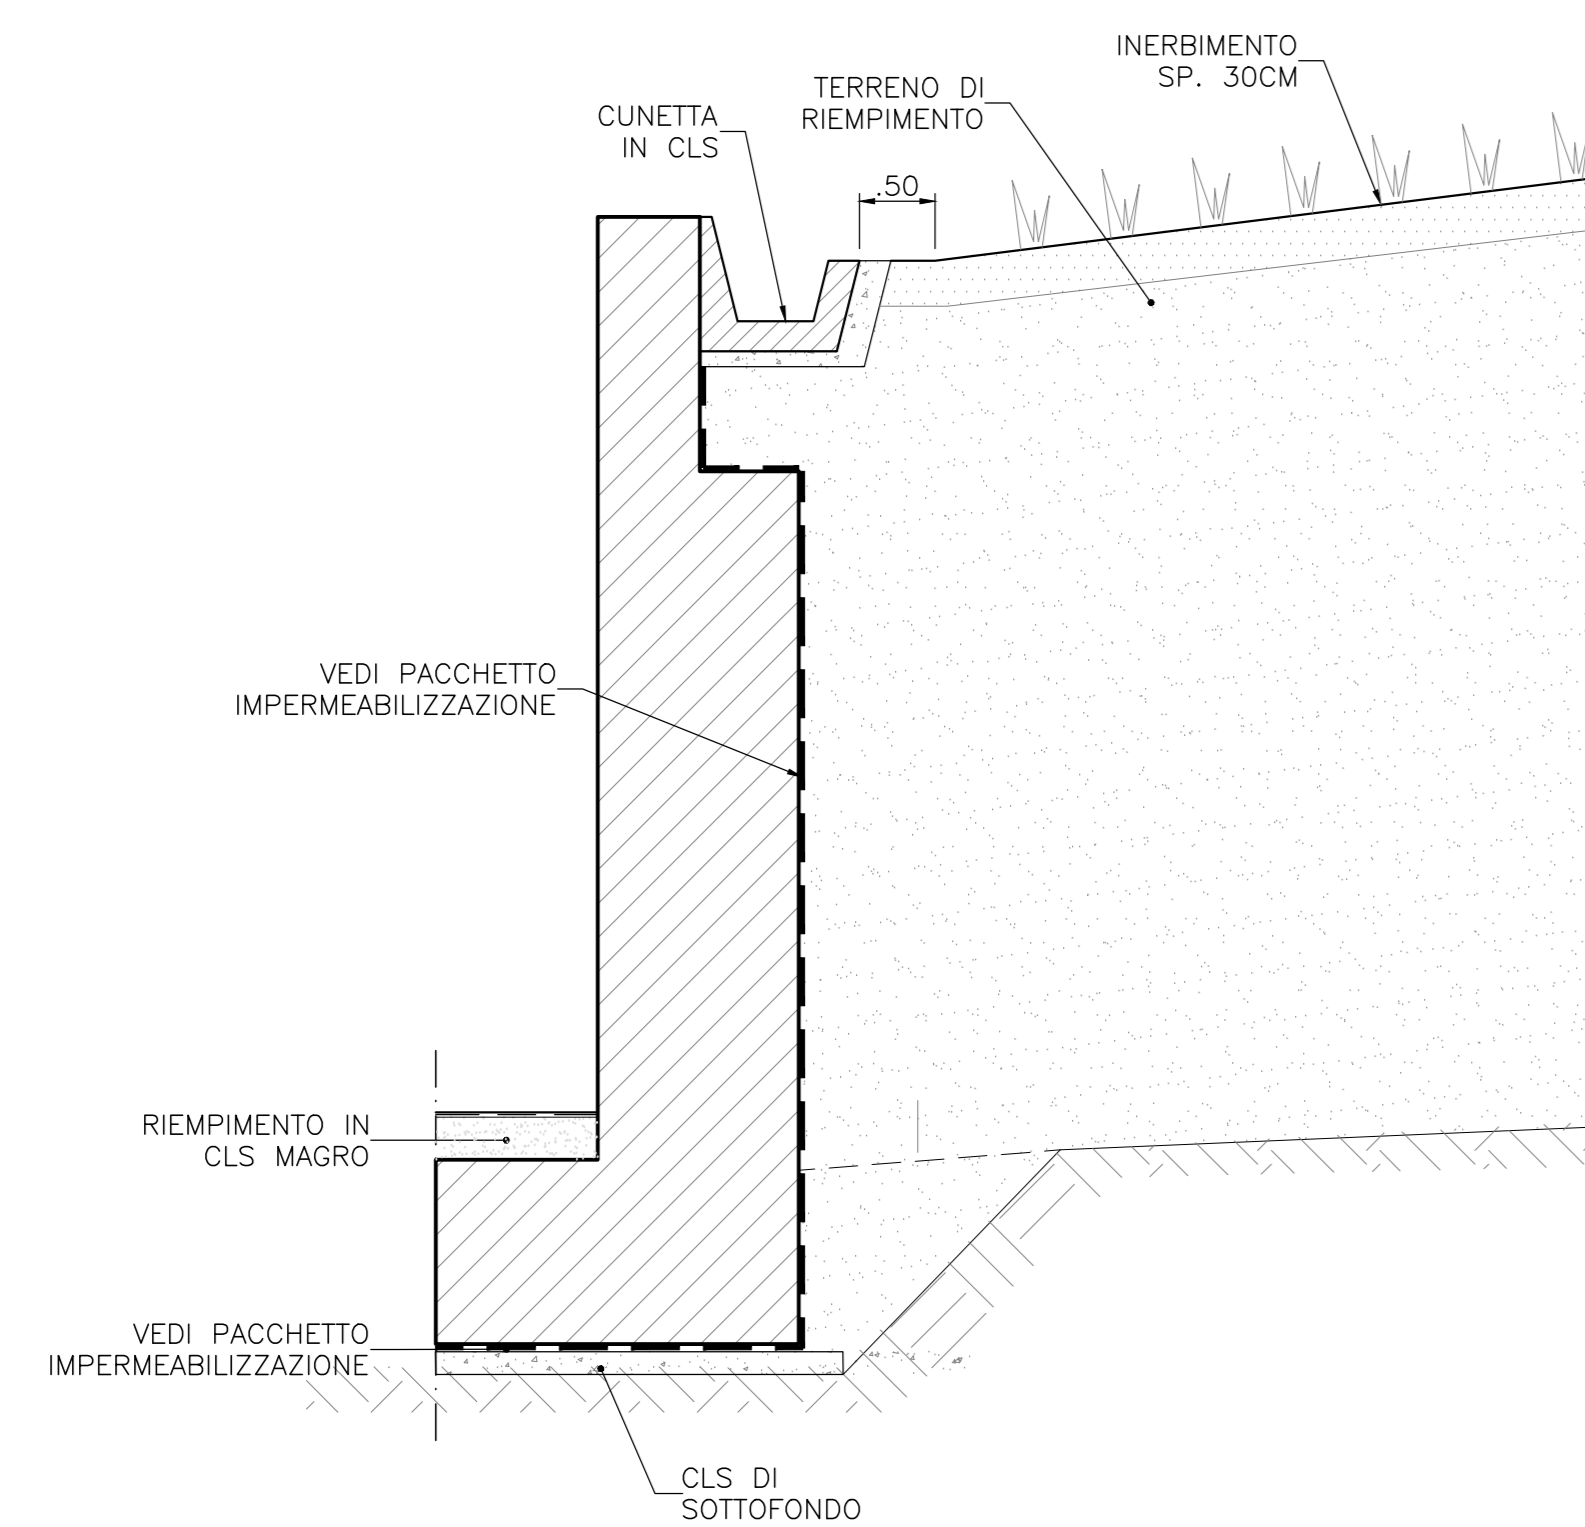 INERBIMENTO
SP. 30CM
TERRENO DI
RIEMPIMENTO
CUNETTA
IN CLS
.50
VEDI PACCHETTO
IMPERMEABILIZZAZIONE
RIEMPIMENTO IN
CLS MAGRO
VEDI PACCHETTO
IMPERMEABILIZZAZIONE
CLS DI
SOTTOFONDO